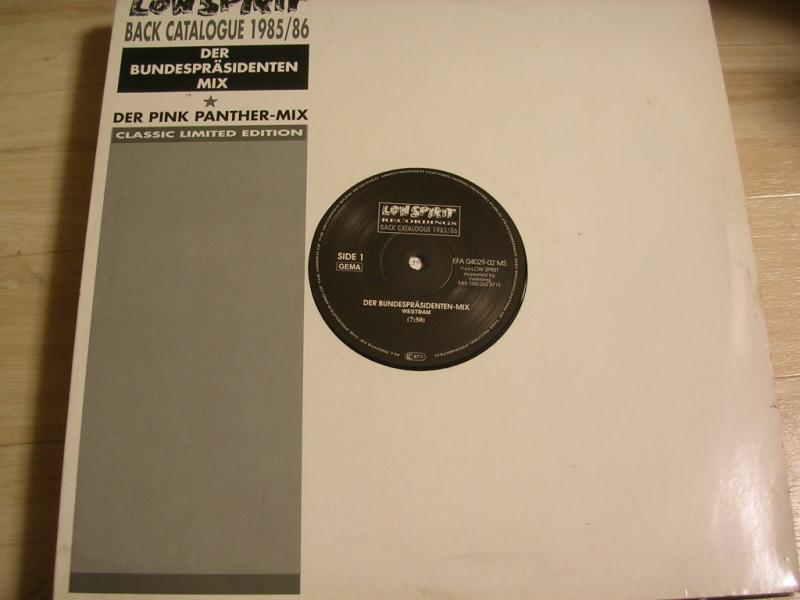 LOW SPIRIT
BACK CATALOGUE 1985/86
DER
BUNDESPRÄSIDENTEN
MIX
DER PINK PANTHER-MIX
CLASSIC LIMITED EDITION
LOW SPIRIT
RECORDINGS
BACK CATALOGUE 1985/86
SIDE 1
GEMA
EFA 04029-02 MS
LOW SPIRIT
marketed by
DER BUNDESPRÄSIDENTEN-MIX
WESTBAM
(7:50)